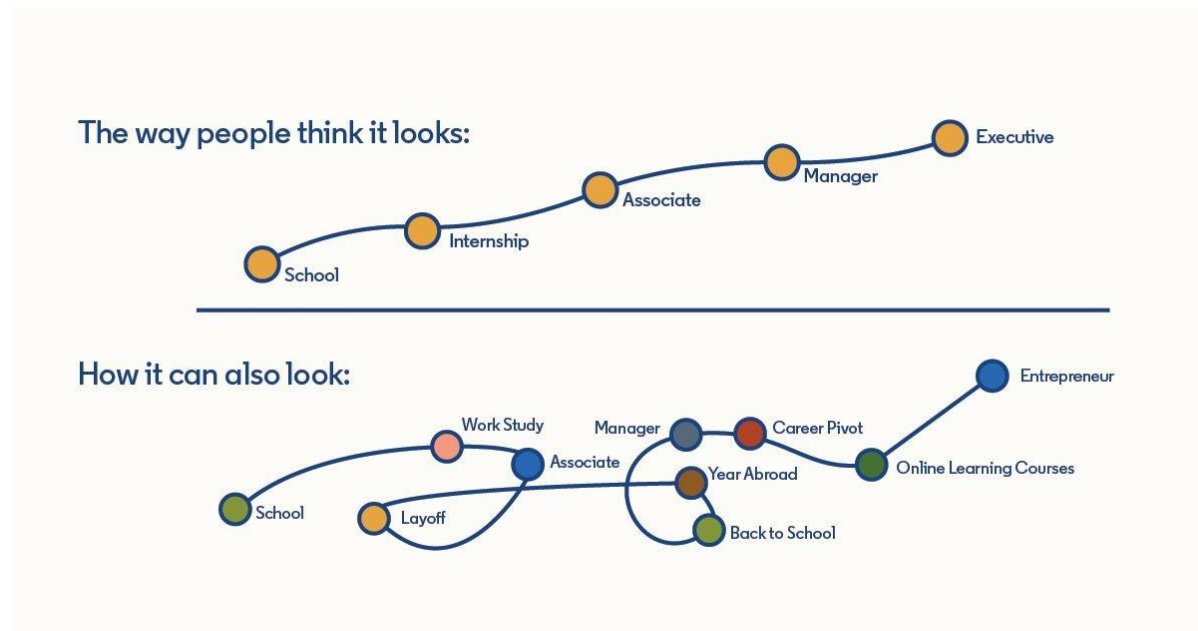 The way people think it looks:
Executive
Manager
Associate
Internship
School
How it can also look:
Entrepreneur
Work Study
Manager
Career Pivot
Associate
Year Abroad
Online Learning Courses
School
Layoff
Back to School